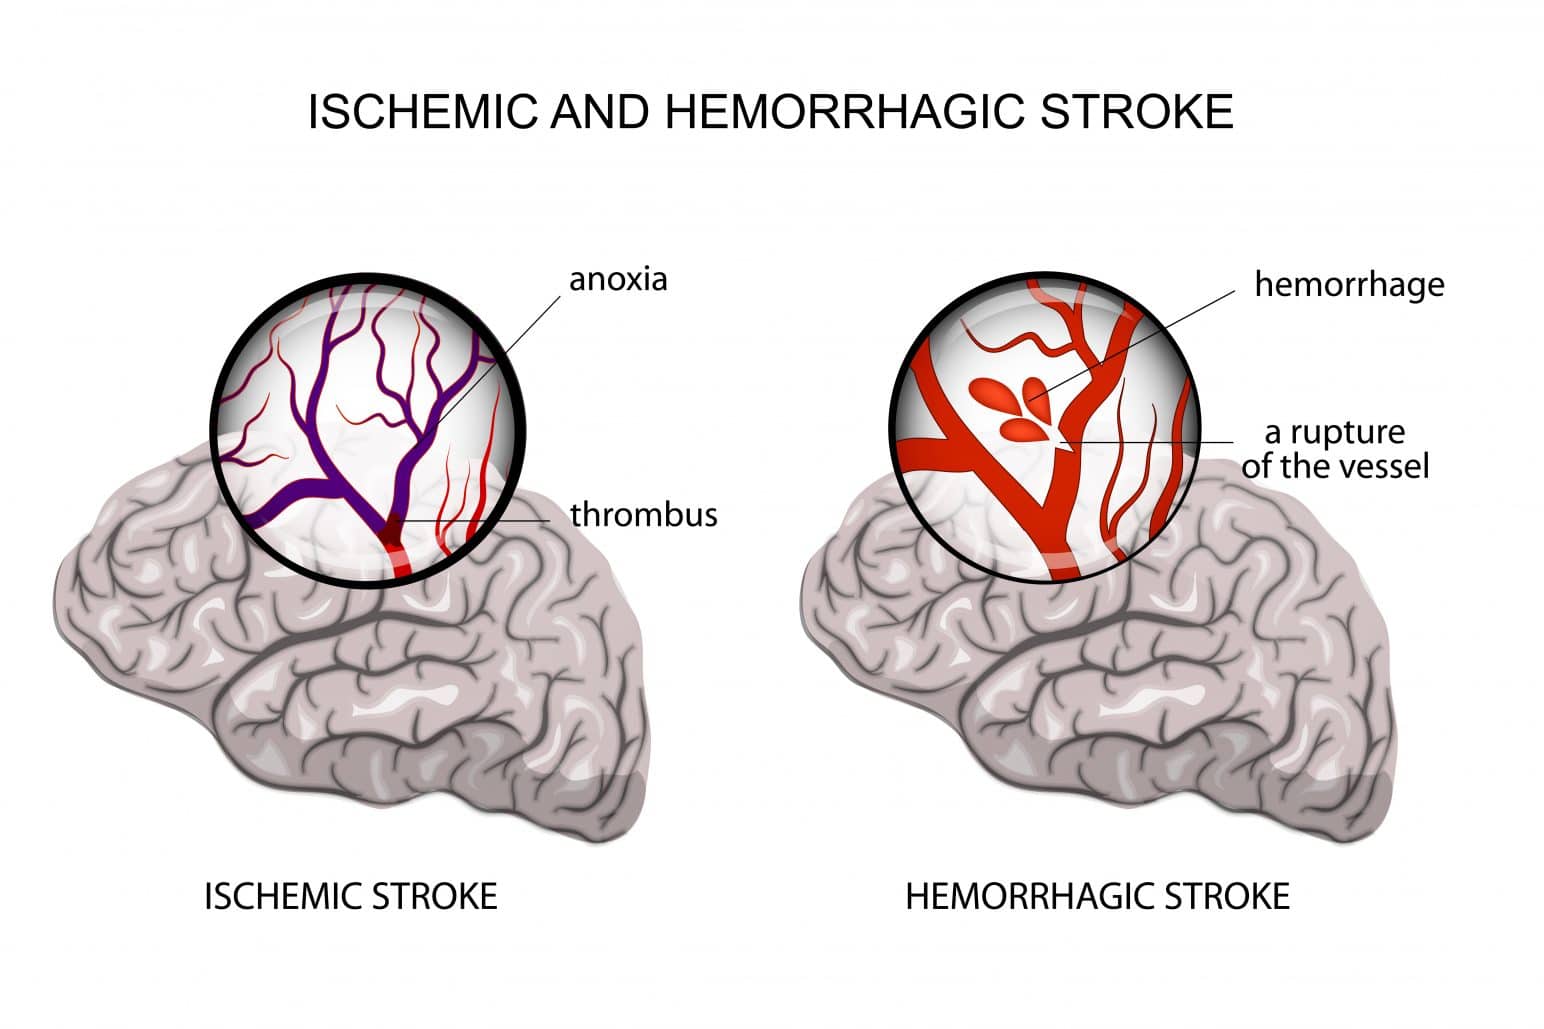 ISCHEMIC AND HEMORRHAGIC STROKE
anoxia
thrombus
ISCHEMIC STROKE
hemorrhage
a rupture
of the vessel
HEMORRHAGIC STROKE